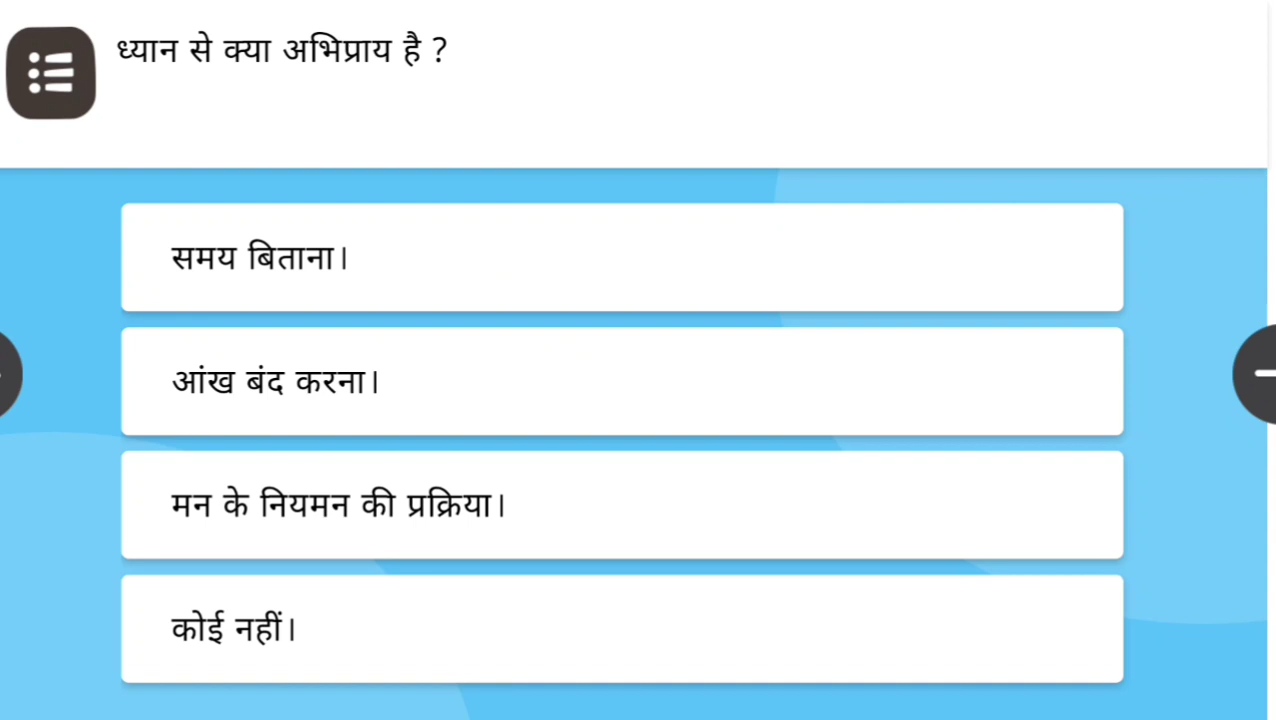 ध्यान से क्या अभिप्राय है ?
समय बिताना।
आंख बंद करना।
मन के नियमन की प्रक्रिया।
कोई नहीं।